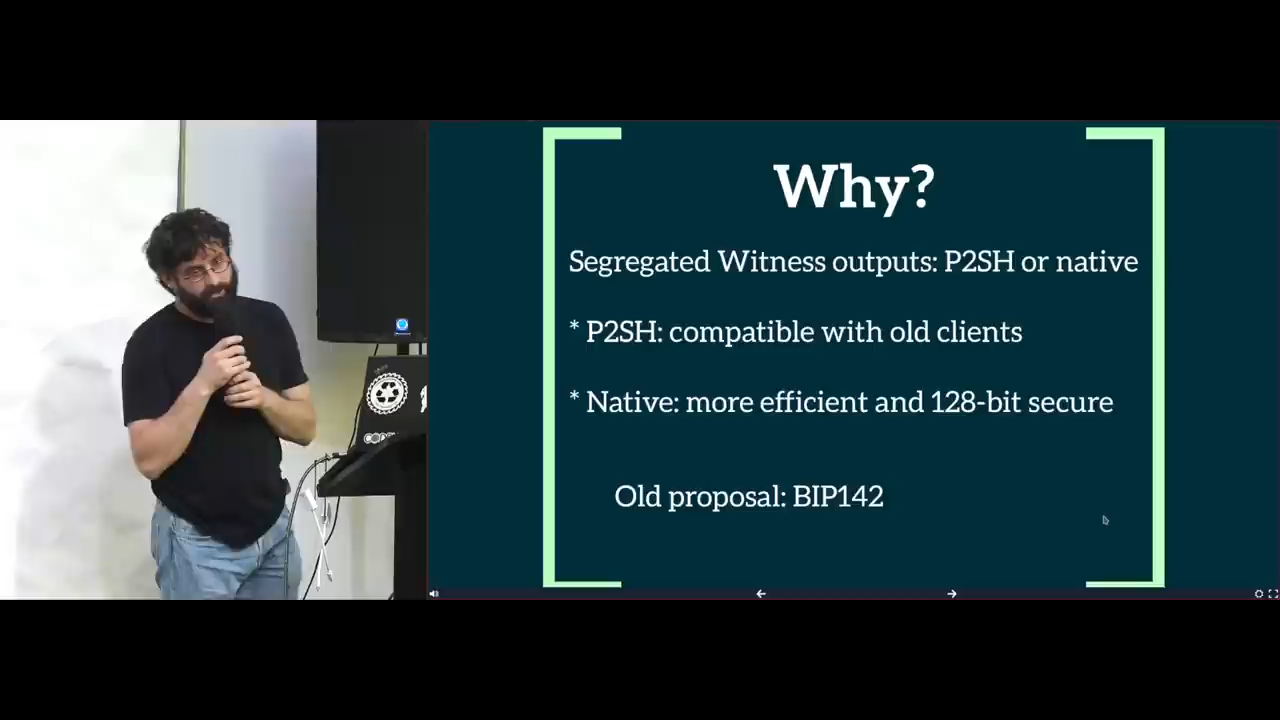 Why?
Segregated Witness outputs: P2SH or native
* P2SH: compatible with old clients
* Native: more efficient and 128-bit secure
Old proposal: BIP142